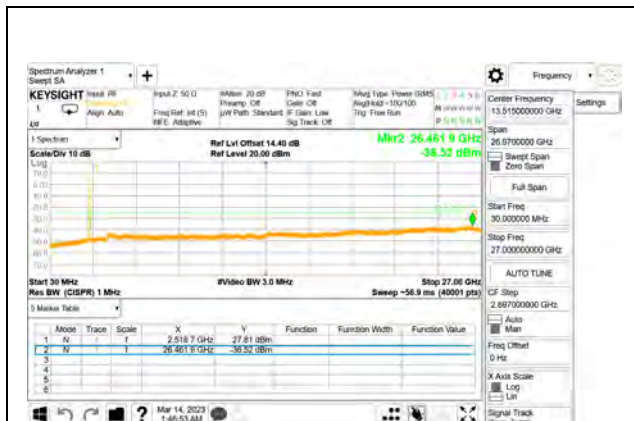 Spectrum Analyzer 1
Swept SA
+
Frequency
KEYSIGHT
Input: RF
Align: Auto
Input Z: 50 Ω
Freq Ref: Int (S)
NFE: Adaptive
#Atten: 20 dB
Preamp: Off
µW Path: Standard
PNO: Fast
Gate: Off
IF Gain: Low
Sig Track: Off
#Avg Type: Power (RMS)
Avg|Hold:>100/100
Trig: Free Run
1 2 3 4 5 6
M W W W W W
P N N N N N
Settings
1 Spectrum
Scale/Div 10 dB
Log
Ref Lvl Offset 14.40 dB
Ref Level 20.00 dBm
Mkr2 26.461 9 GHz
-36.52 dBm
Start 30 MHz
Res BW (CISPR) 1 MHz
#Video BW 3.0 MHz
Stop 27.00 GHz
Sweep ~56.9 ms (40001 pts)
5 Marker Table
Mode Trace Scale X Y Function Function Width Function Value
1 N 1 f 2.518 7 GHz 27.81 dBm
2 N 1 f 26.461 9 GHz -36.52 dBm
3
4
5
6
Center Frequency
13.515000000 GHz
Span
26.9700000 GHz
Swept Span
Zero Span
Full Span
Start Freq
30.000000 MHz
Stop Freq
27.000000000 GHz
AUTO TUNE
CF Step
2.697000000 GHz
Auto
Man
Freq Offset
0 Hz
X Axis Scale
Log
Lin
Signal Track
?
Mar 14, 2023
1:46:53 AM